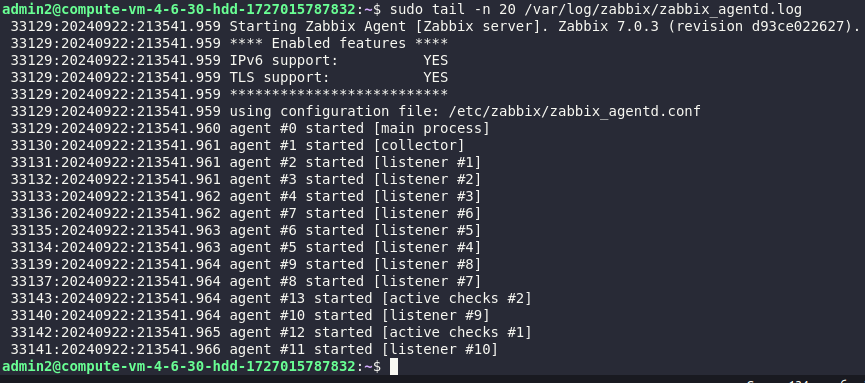 admin2@compute-vm-4-6-30-hdd-1727015787832:~$ sudo tail -n 20 /var/log/zabbix/zabbix_agentd.log
33129:20240922:213541.959 Starting Zabbix Agent [Zabbix server]. Zabbix 7.0.3 (revision d93ce022627).
33129:20240922:213541.959 **** Enabled features ****
33129:20240922:213541.959 IPv6 support:          YES
33129:20240922:213541.959 TLS support:           YES
33129:20240922:213541.959 **************************
33129:20240922:213541.959 using configuration file: /etc/zabbix/zabbix_agentd.conf
33129:20240922:213541.960 agent #0 started [main process]
33130:20240922:213541.961 agent #1 started [collector]
33131:20240922:213541.961 agent #2 started [listener #1]
33132:20240922:213541.961 agent #3 started [listener #2]
33133:20240922:213541.962 agent #4 started [listener #3]
33136:20240922:213541.962 agent #7 started [listener #6]
33135:20240922:213541.963 agent #6 started [listener #5]
33134:20240922:213541.963 agent #5 started [listener #4]
33139:20240922:213541.964 agent #9 started [listener #8]
33137:20240922:213541.964 agent #8 started [listener #7]
33143:20240922:213541.964 agent #13 started [active checks #2]
33140:20240922:213541.964 agent #10 started [listener #9]
33142:20240922:213541.965 agent #12 started [active checks #1]
33141:20240922:213541.966 agent #11 started [listener #10]
admin2@compute-vm-4-6-30-hdd-1727015787832:~$